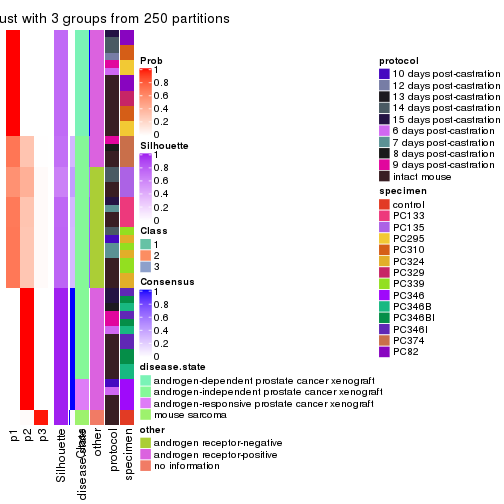 ust with 3 groups from 250 partitions
Prob
1
0.8
0.6
0.4
0.2
0
Silhouette
1
0.8
0.6
0.4
0.2
0
Class
1
2
3
Consensus
1
0.8
0.6
0.4
0.2
0
disease.state
androgen-dependent prostate cancer xenograft
androgen-independent prostate cancer xenograft
androgen-responsive prostate cancer xenograft
mouse sarcoma
other
androgen receptor-negative
androgen receptor-positive
no information
protocol
10 days post-castration
12 days post-castration
13 days post-castration
14 days post-castration
15 days post-castration
6 days post-castration
7 days post-castration
8 days post-castration
9 days post-castration
intact mouse
specimen
control
PC133
PC135
PC295
PC310
PC324
PC329
PC339
PC346
PC346B
PC346BI
PC346I
PC374
PC82
p1
p2
p3
Silhouette
Class
disease.state
other
protocol
specimen